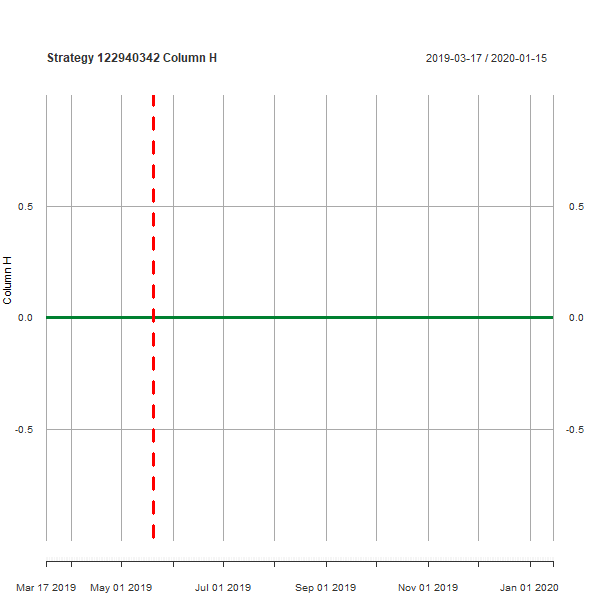 Strategy 122940342 Column H
2019-03-17 / 2020-01-15
0.5
0.5
Column H
0.0
0.0
-0.5
-0.5
Mar 17 2019
May 01 2019
Jul 01 2019
Sep 01 2019
Nov 01 2019
Jan 01 2020